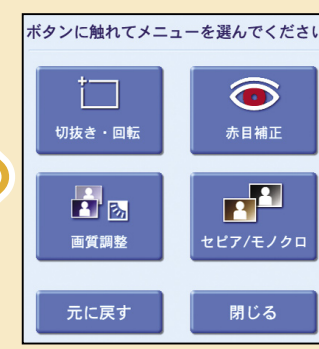 ボタンに触れてメニューを選んでください
切抜き・回転
赤目補正
画質調整
セピア/モノクロ
元に戻す
閉じる